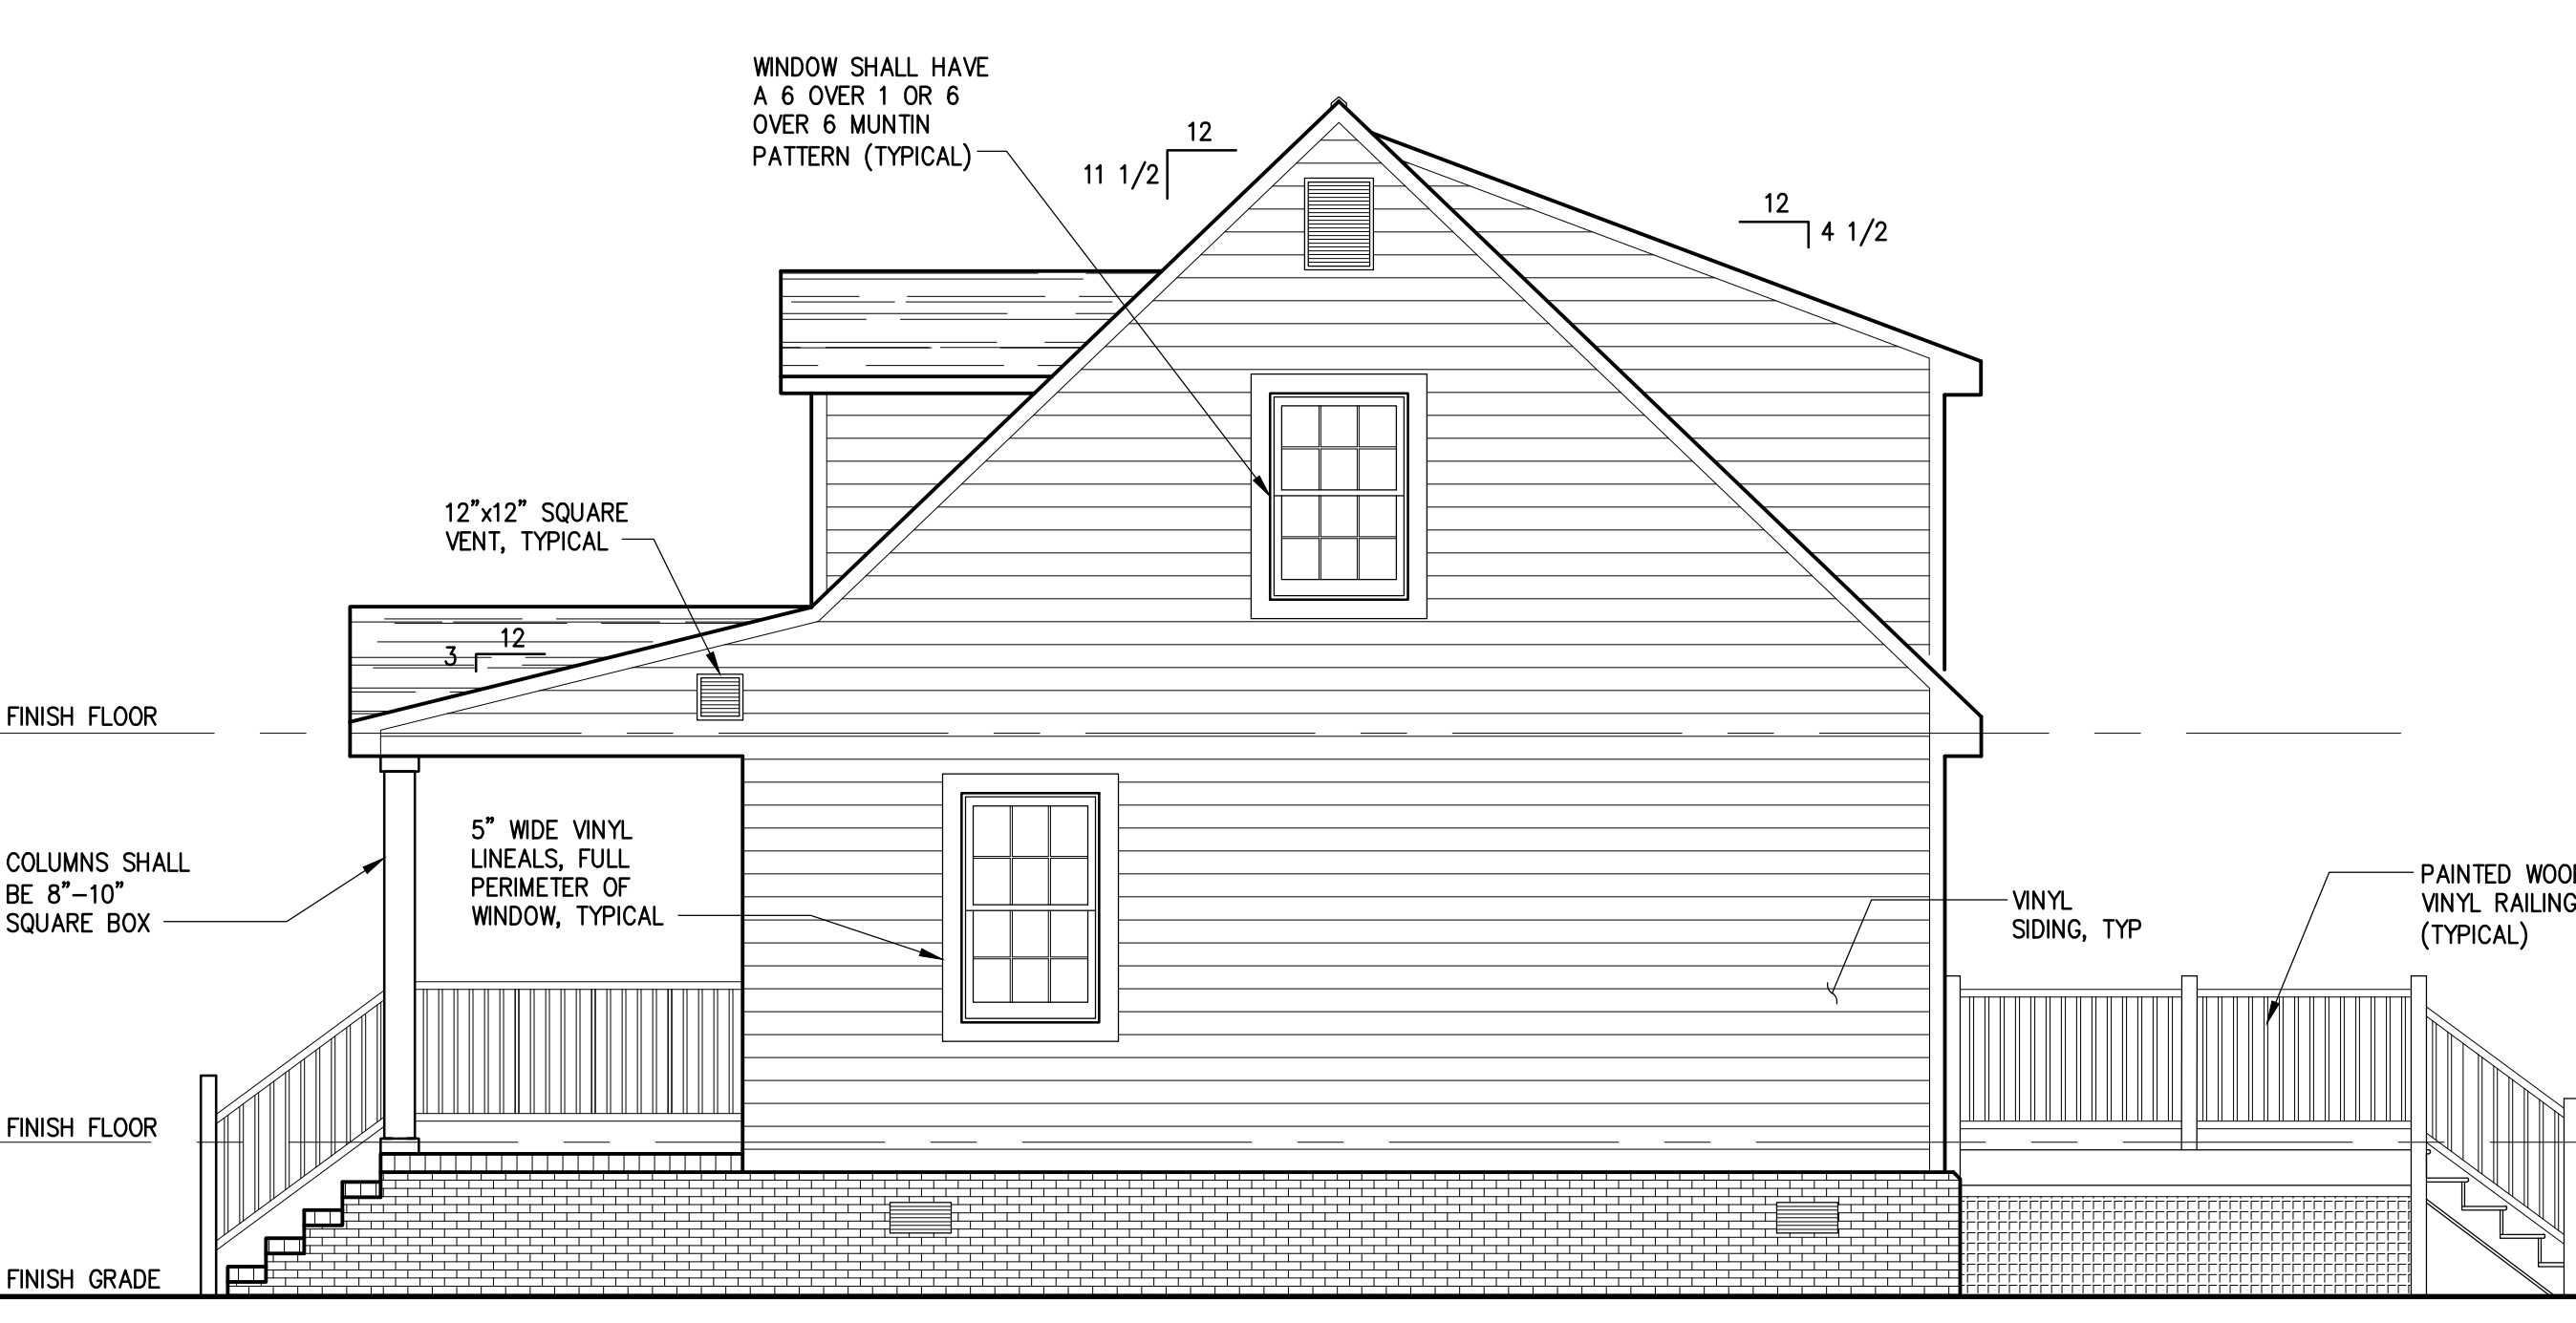 WINDOW SHALL HAVE
A 6 OVER 1 OR 6
OVER 6 MUNTIN
PATTERN (TYPICAL)
12
11 1/2
12
4 1/2
12”x12” SQUARE
VENT, TYPICAL
12
3
FINISH FLOOR
5” WIDE VINYL
LINEALS, FULL
PERIMETER OF
WINDOW, TYPICAL
COLUMNS SHALL
BE 8”–10”
SQUARE BOX
VINYL
SIDING, TYP
PAINTED
VINYL RAILING
(TYPICAL)
FINISH FLOOR
FINISH GRADE